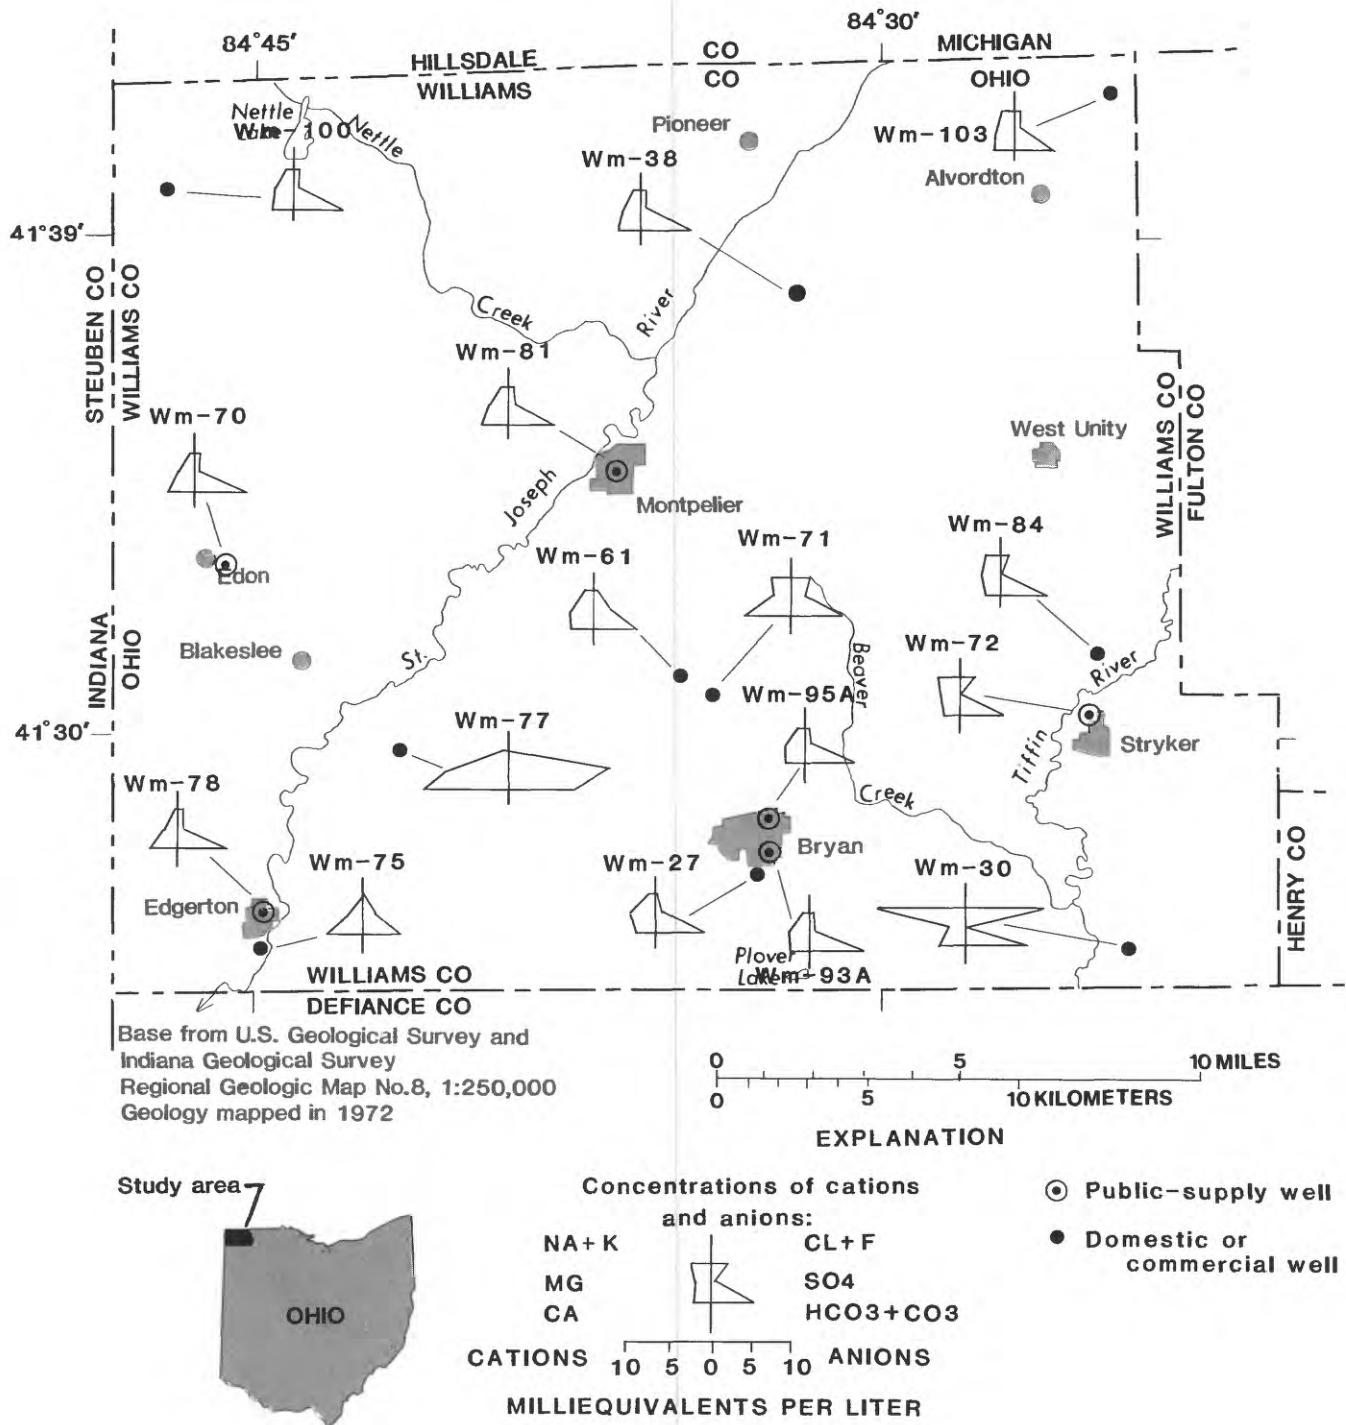 84°30'
84°45'
HILLSDALE CO MICHIGAN
WILLIAMS CO OHIO
Nettle
Lake
Wm-100
Nettle
Pioneer
Wm-103
Wm-38
Alvordton
41°39'
STEUBEN CO
WILLIAMS CO
Creek
River
Wm-81
WILLIAMS CO
FULTON CO
Wm-70
West Unity
Joseph
Montpelier
Wm-84
Wm-71
Wm-61
Edon
INDIANA
OHIO
Blakeslee
St.
Beaver
Wm-72
River
Wm-95A
Wm-77
41°30'
Stryker
Tiffin
Wm-78
Creek
Bryan
Wm-27
Wm-30
Wm-75
Edgerton
HENRY CO
Plover
Lake
Wm-93A
WILLIAMS CO
DEFIANCE CO
Base from U.S. Geological Survey and
Indiana Geological Survey
Regional Geologic Map No.8, 1:250,000
Geology mapped in 1972
0 5 10 MILES
0 5 10 KILOMETERS
EXPLANATION
Study area
OHIO
Concentrations of cations
and anions:
NA+K CL+F
MG SO4
CA HCO3+CO3
CATIONS 10 5 0 5 10 ANIONS
MILLIEQUIVALENTS PER LITER
Public-supply well
Domestic or
commercial well